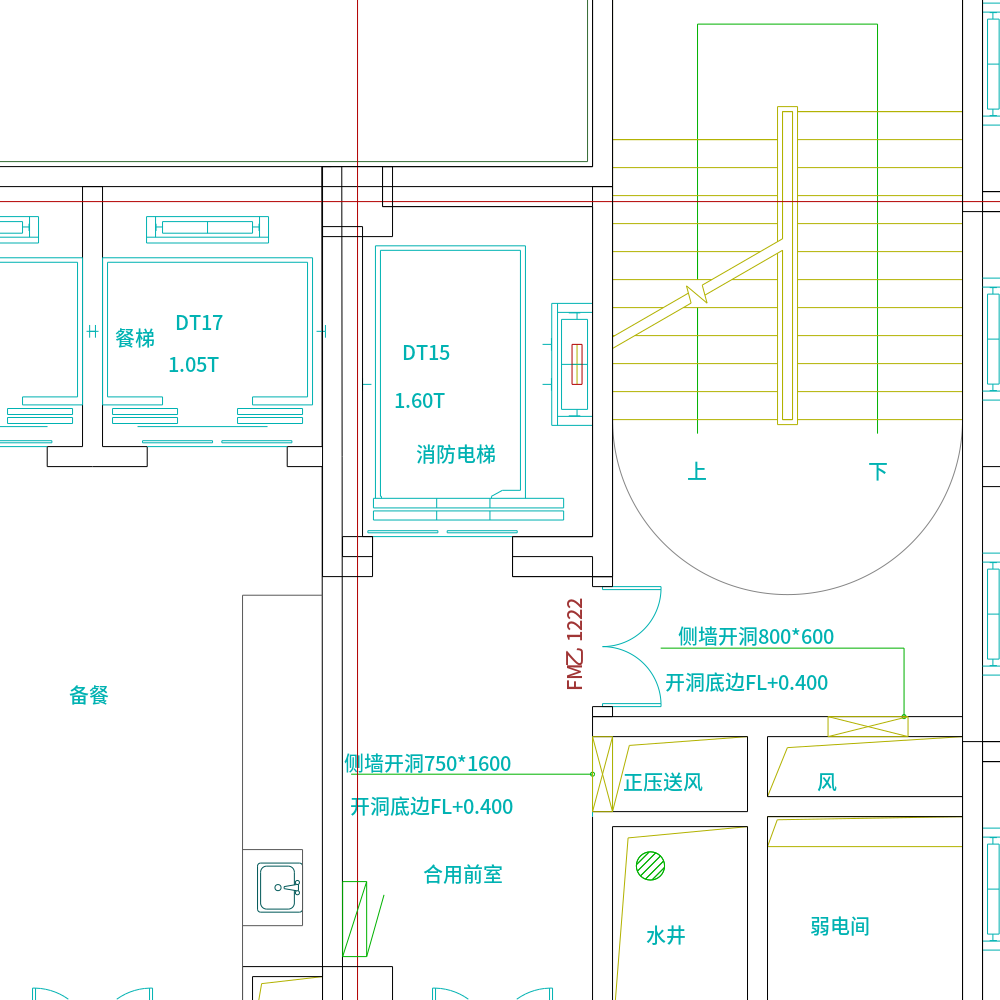 DT17
餐梯
1.05T
DT15
1.60T
消防电梯
上
下
FM乙 1222
侧墙开洞800*600
开洞底边FL+0.400
备餐
侧墙开洞750*1600
开洞底边FL+0.400
正压送风
风
合用前室
水井
弱电间